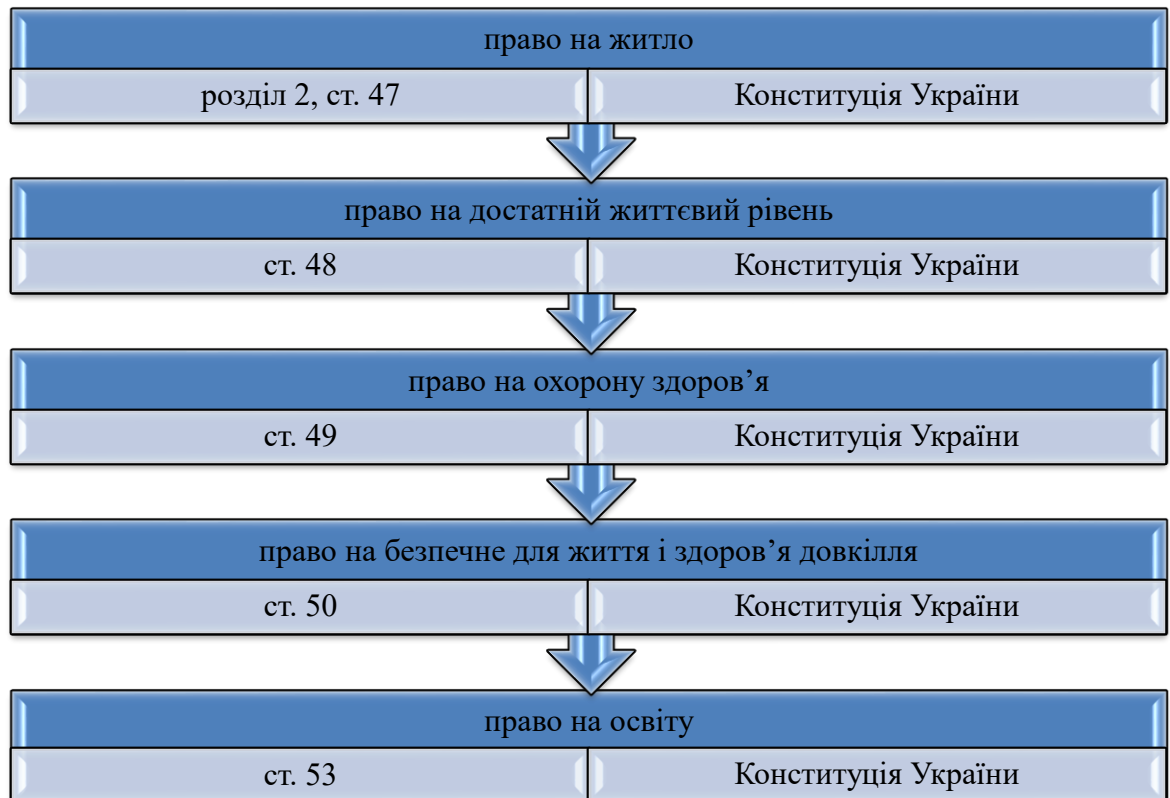 право на житло
розділ 2, ст. 47 Конституція України
право на достатній життєвий рівень
ст. 48 Конституція України
право на охорону здоров’я
ст. 49 Конституція України
право на безпечне для життя і здоров’я довкілля
ст. 50 Конституція України
право на освіту
ст. 53 Конституція України